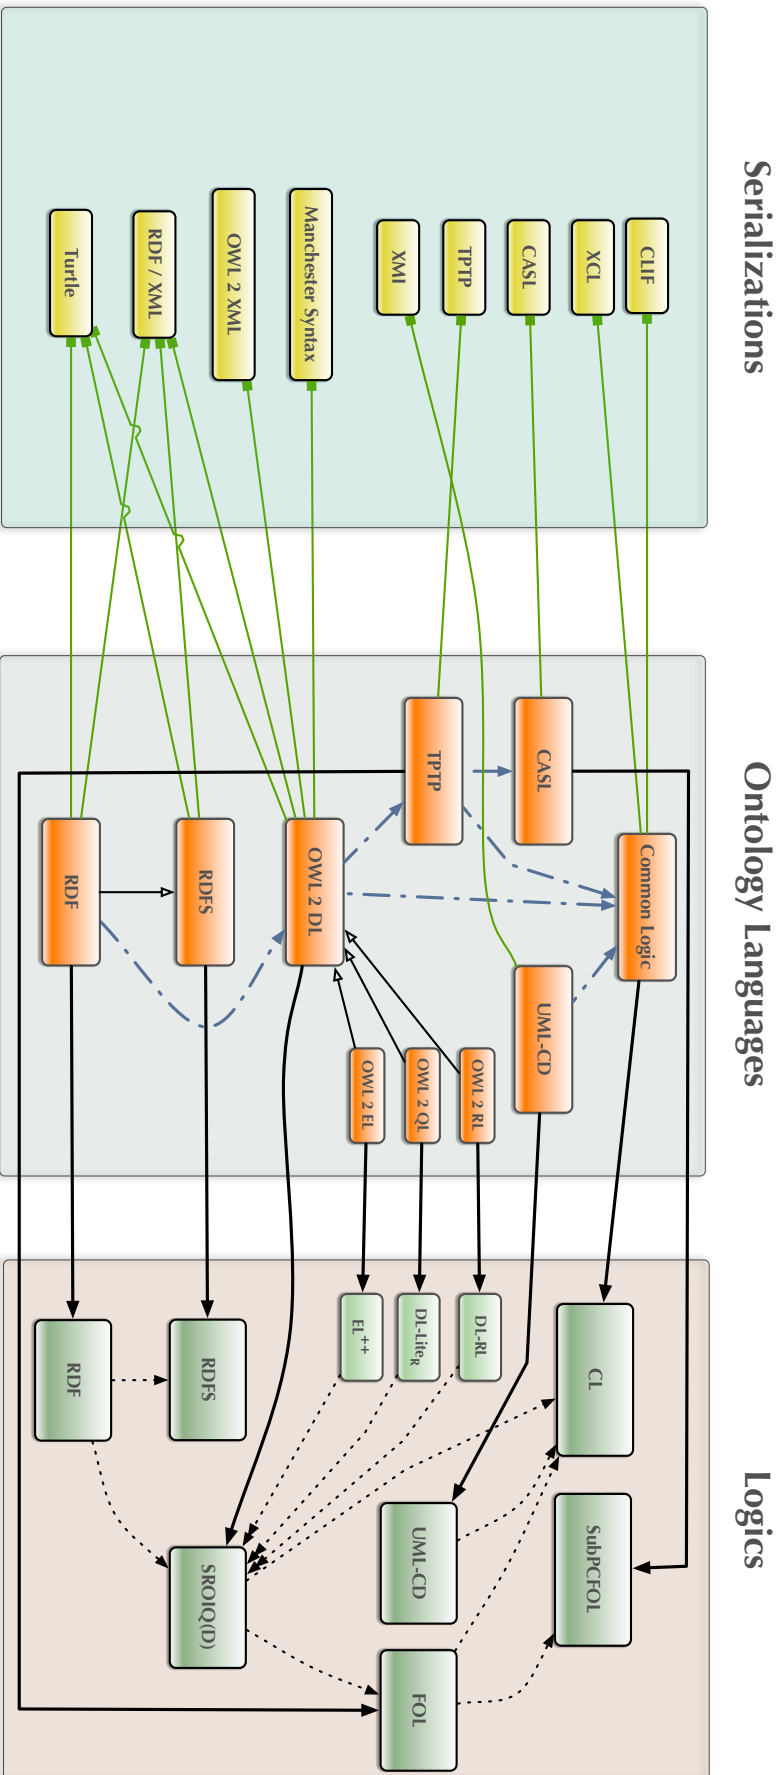 Serializations
CLIF
XCL
CASL
TPTP
XMI
Manchester Syntax
OWL 2 XML
RDF / XML
Turtle
Ontology Languages
Common Logic
CASL
UML-CD
TPTP
OWL 2 RL
OWL 2 QL
OWL 2 EL
OWL 2 DL
RDFS
RDF
Logics
CL
SubPCFOL
DL-RL
DL-LiteR
EL++
UML-CD
FOL
RDFS
SROIQ(D)
RDF